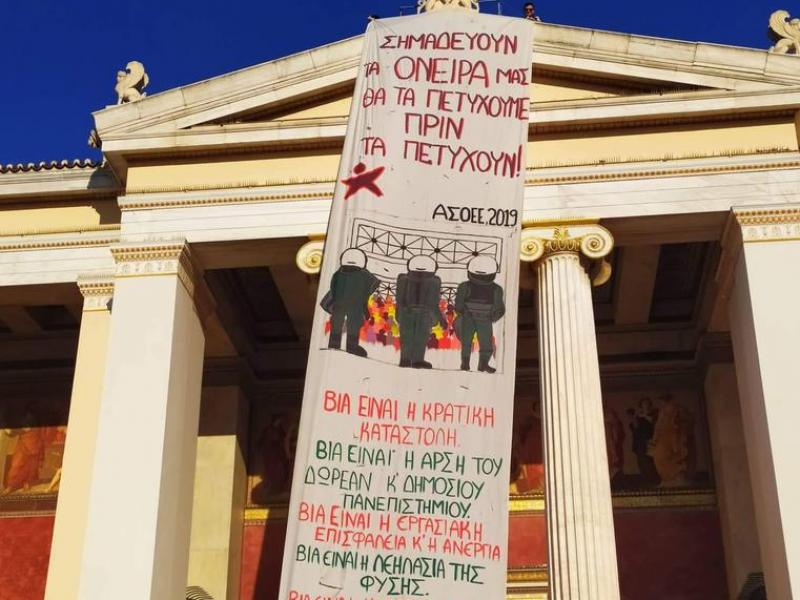 ΣΗΜΑΔΕΥΟΥΝ
ΤΑ ΟΝΕΙΡΑ ΜΑΣ
ΘΑ ΤΑ ΠΕΤΥΧΟΥΜΕ
ΠΡΙΝ
ΤΑ ΠΕΤΥΧΟΥΝ!
ΑΣΟΕΕ, 2019
ΒΙΑ ΕΙΝΑΙ Η ΚΡΑΤΙΚΗ
ΚΑΤΑΣΤΟΛΗ.
ΒΙΑ ΕΙΝΑΙ Η ΑΡΣΗ ΤΟΥ
ΔΩΡΕΑΝ Κ' ΔΗΜΟΣΙΟΥ
ΠΑΝΕΠΙΣΤΗΜΙΟΥ.
ΒΙΑ ΕΙΝΑΙ Η ΕΡΓΑΣΙΑΚΗ
ΕΠΙΣΦΑΛΕΙΑ Κ' Η ΑΝΕΡΓΙΑ
ΒΙΑ ΕΙΝΑΙ Η ΛΕΗΛΑΣΙΑ ΤΗΣ
ΦΥΣΗΣ.